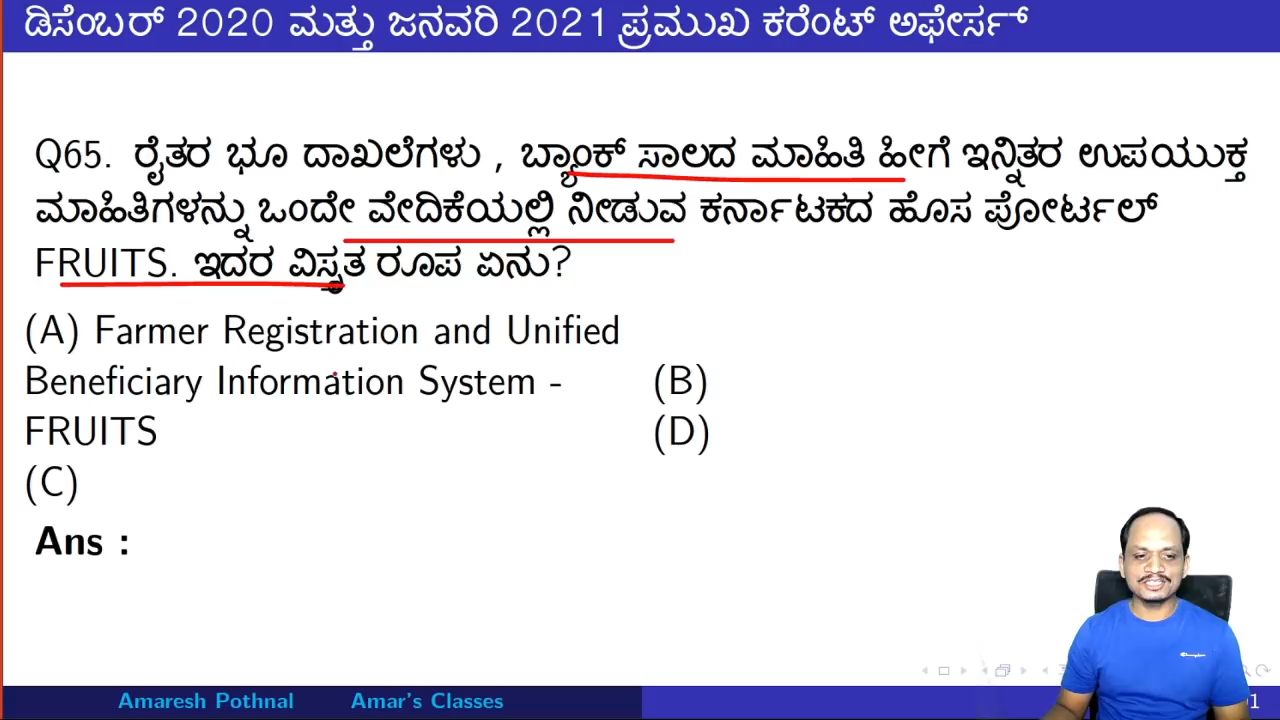 ಡಿಸೆಂಬರ್ 2020 ಮತ್ತು ಜನವರಿ 2021 ಪ್ರಮುಖ ಕರೆಂಟ್ ಅಫೇರ್ಸ್
Q65. ರೈತರ ಭೂ ದಾಖಲೆಗಳು , ಬ್ಯಾಂಕ್ ಸಾಲದ ಮಾಹಿತಿ ಹೀಗೆ ಇನ್ನಿತರ ಉಪಯುಕ್ತ
ಮಾಹಿತಿಗಳನ್ನು ಒಂದೇ ವೇದಿಕೆಯಲ್ಲಿ ನೀಡುವ ಕರ್ನಾಟಕದ ಹೊಸ ಪೋರ್ಟಲ್
FRUITS. ಇದರ ವಿಸ್ತೃತ ರೂಪ ಏನು?
(A) Farmer Registration and Unified
Beneficiary Information System - (B)
FRUITS (D)
(C)
Ans :
Amaresh Pothnal Amar's Classes